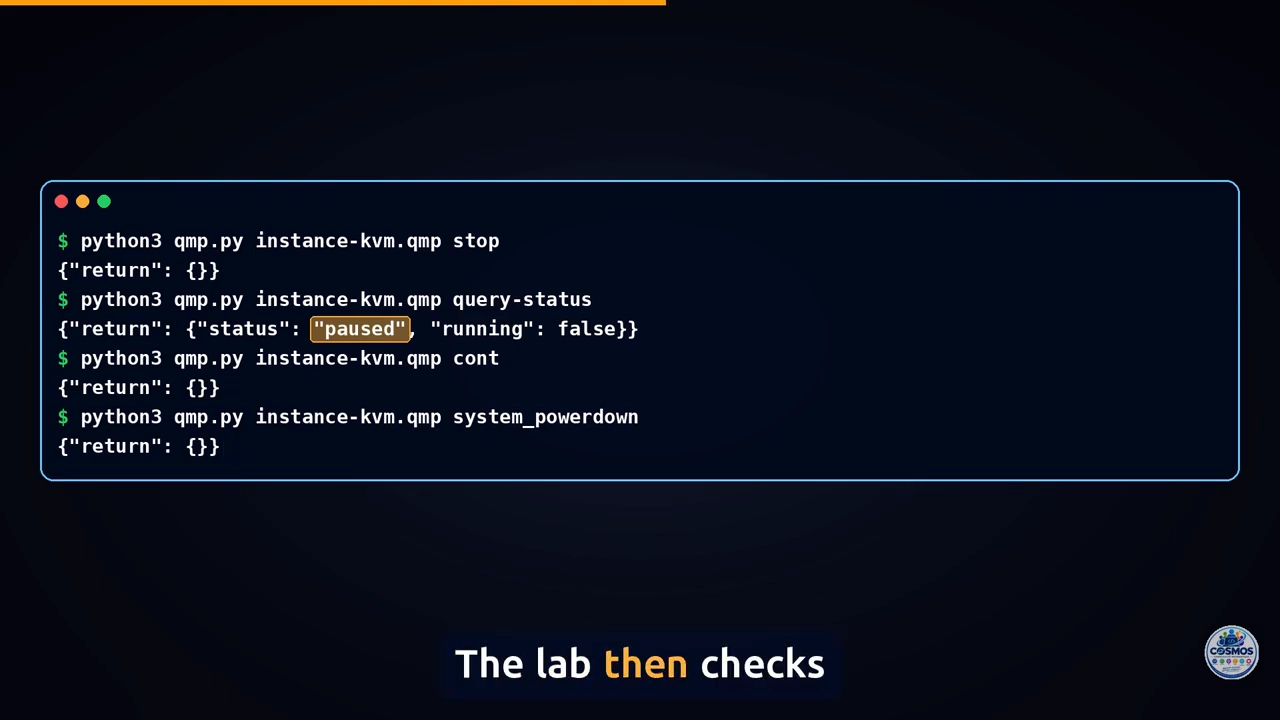 $ python3 qmp.py instance-kvm.qmp stop
{"return": {}}
$ python3 qmp.py instance-kvm.qmp query-status
{"return": {"status": "paused", "running": false}}
$ python3 qmp.py instance-kvm.qmp cont
{"return": {}}
$ python3 qmp.py instance-kvm.qmp system_powerdown
{"return": {}}
The lab then checks
COSMOS